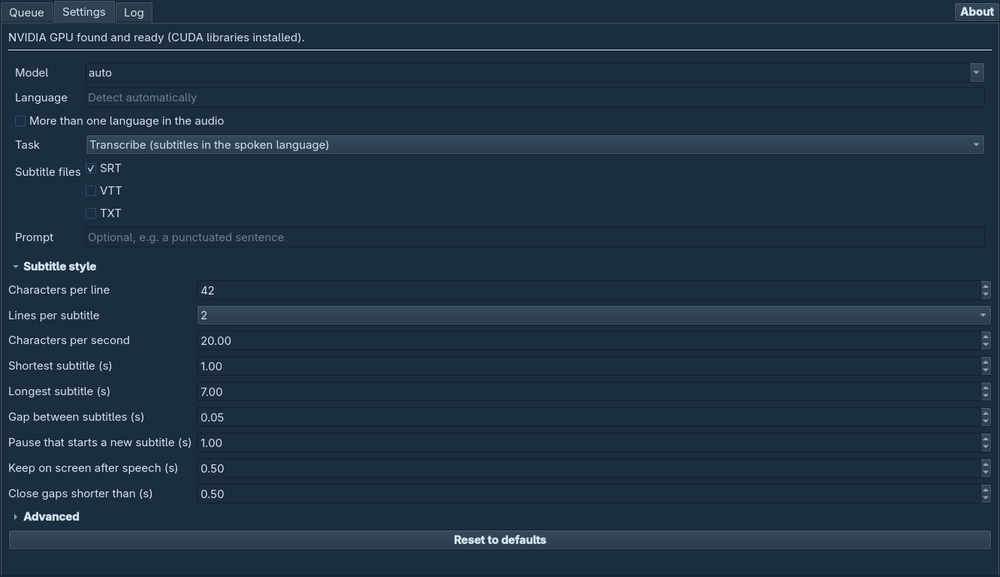 Queue Settings Log About
NVIDIA GPU found and ready (CUDA libraries installed).
Model auto
Language Detect automatically
More than one language in the audio
Task Transcribe (subtitles in the spoken language)
Subtitle files SRT
VTT
TXT
Prompt Optional, e.g. a punctuated sentence
Subtitle style
Characters per line 42
Lines per subtitle 2
Characters per second 20.00
Shortest subtitle (s) 1.00
Longest subtitle (s) 7.00
Gap between subtitles (s) 0.05
Pause that starts a new subtitle (s) 1.00
Keep on screen after speech (s) 0.50
Close gaps shorter than (s) 0.50
Advanced
Reset to defaults